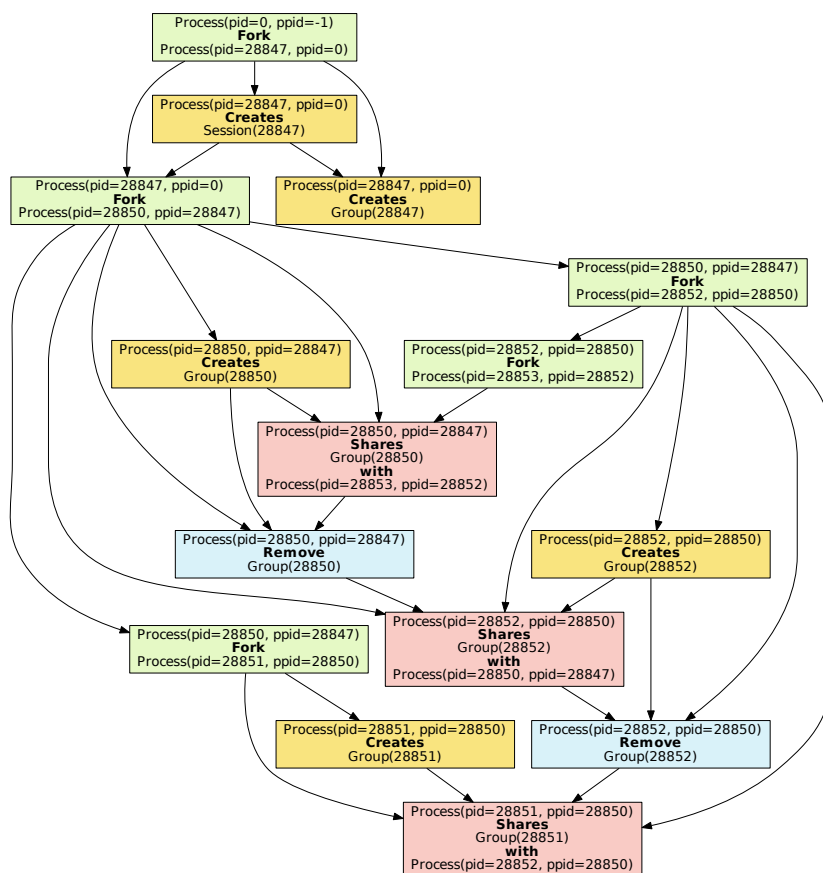 Process(pid=0, ppid=-1)
Fork
Process(pid=28847, ppid=0)
Process(pid=28847, ppid=0)
Creates
Session(28847)
Process(pid=28847, ppid=0)
Fork
Process(pid=28850, ppid=28847)
Process(pid=28847, ppid=0)
Creates
Group(28847)
Process(pid=28850, ppid=28847)
Fork
Process(pid=28852, ppid=28850)
Process(pid=28850, ppid=28847)
Creates
Group(28850)
Process(pid=28852, ppid=28850)
Fork
Process(pid=28853, ppid=28852)
Process(pid=28850, ppid=28847)
Shares
Group(28850)
with
Process(pid=28853, ppid=28852)
Process(pid=28850, ppid=28847)
Remove
Group(28850)
Process(pid=28852, ppid=28850)
Creates
Group(28852)
Process(pid=28852, ppid=28850)
Shares
Group(28852)
with
Process(pid=28850, ppid=28847)
Process(pid=28850, ppid=28847)
Fork
Process(pid=28851, ppid=28850)
Process(pid=28851, ppid=28850)
Creates
Group(28851)
Process(pid=28852, ppid=28850)
Remove
Group(28852)
Process(pid=28851, ppid=28850)
Shares
Group(28851)
with
Process(pid=28852, ppid=28850)